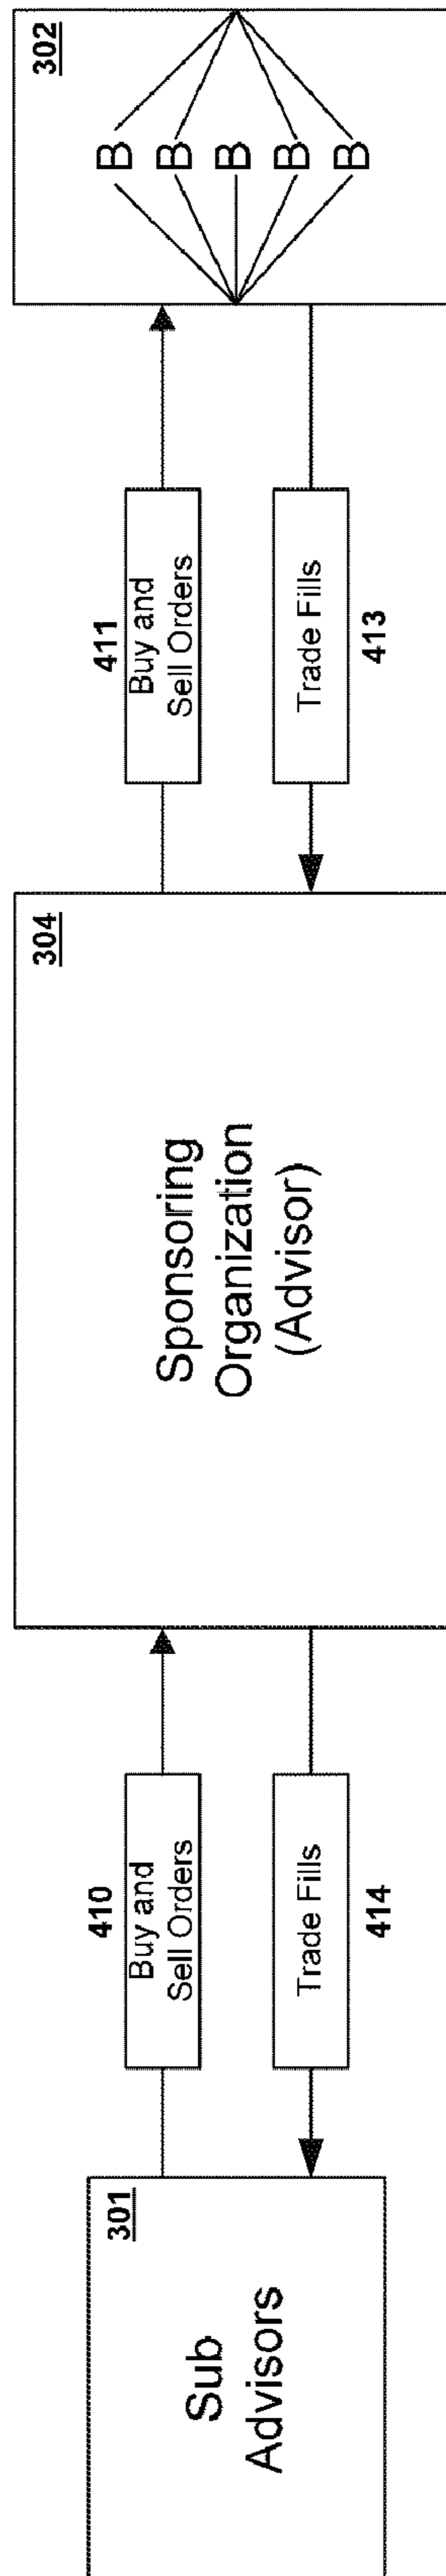 301
Sub
Advisors
410
Buy and
Sell Orders
Trade Fills
414
304
Sponsoring
Organization
(Advisor)
411
Buy and
Sell Orders
Trade Fills
413
302
B
B
B
B
B